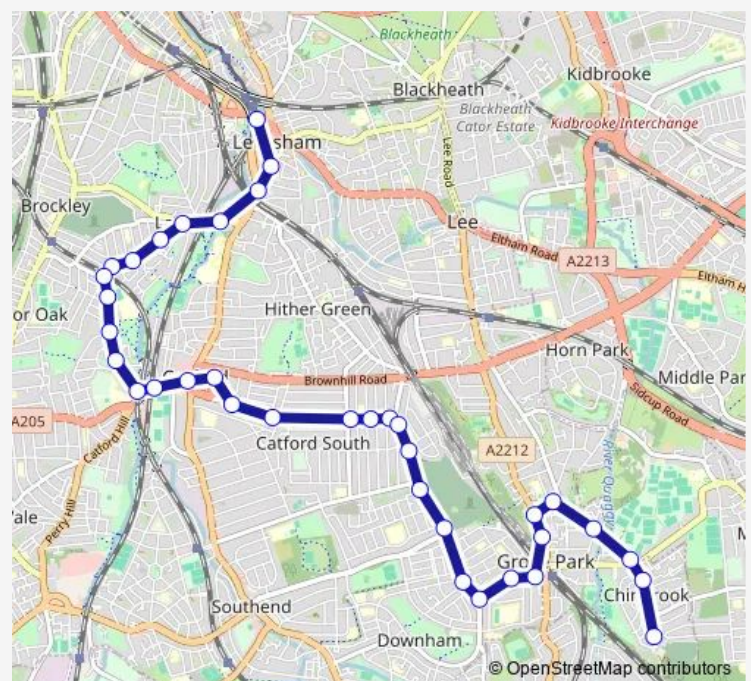 Blackheath
Kidbrooke
Blackheath
Blackheath
Cator Estate
Kidbrooke Interchange
Lee Road
Brockley
Lee
Eltham Road
A2213
Eltham H
or Oak
Hither Green
Horn Park
Brownhill Road
Middle Par
Sidcup Road
A205
Catford Hill
Catford South
A2212
River Quaggy
ale
Perry Hill
Park
Southend
Downham
© OpenStreetMap contributors